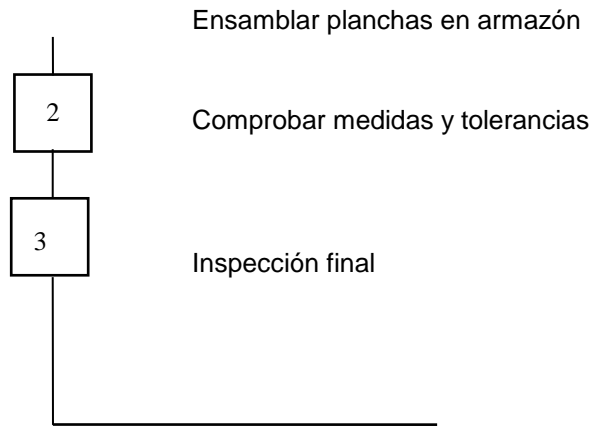 Ensamblar planchas en armazón
2
Comprobar medidas y tolerancias
3
Inspección final